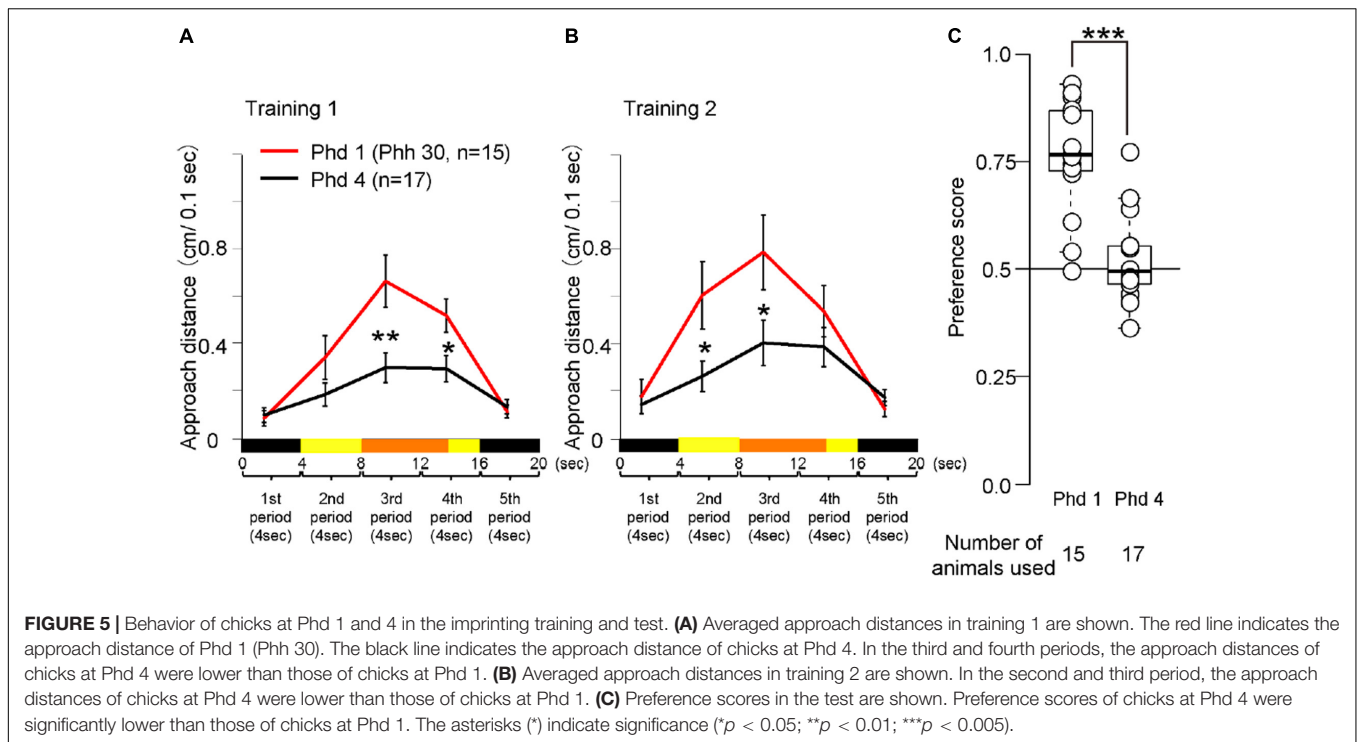 A
Training 1
Approach distance (cm/ 0.1 sec)
Phd 1 (Phh 30, n=15)
Phd 4 (n=17)
0.8
0.4
0
**
*
0 4 8 12 16 20 (sec)
1st period (4sec)
2nd period (4sec)
3rd period (4sec)
4th period (4sec)
5th period (4sec)
B
Training 2
Approach distance (cm/ 0.1 sec)
0.8
0.4
0
*
*
0 4 8 12 16 20 (sec)
1st period (4sec)
2nd period (4sec)
3rd period (4sec)
4th period (4sec)
5th period (4sec)
C
***
Preference score
1.0
0.75
0.5
0.25
0.0
Phd 1 Phd 4
Number of animals used 15 17
FIGURE 5 | Behavior of chicks at Phd 1 and 4 in the imprinting training and test. (A) Averaged approach distances in training 1 are shown. The red line indicates the
approach distance of Phd 1 (Phh 30). The black line indicates the approach distance of chicks at Phd 4. In the third and fourth periods, the approach distances of
chicks at Phd 4 were lower than those of chicks at Phd 1. (B) Averaged approach distances in training 2 are shown. In the second and third period, the approach
distances of chicks at Phd 4 were lower than those of chicks at Phd 1. (C) Preference scores in the test are shown. Preference scores of chicks at Phd 4 were
significantly lower than those of chicks at Phd 1. The asterisks (*) indicate significance (*p < 0.05; **p < 0.01; ***p < 0.005).